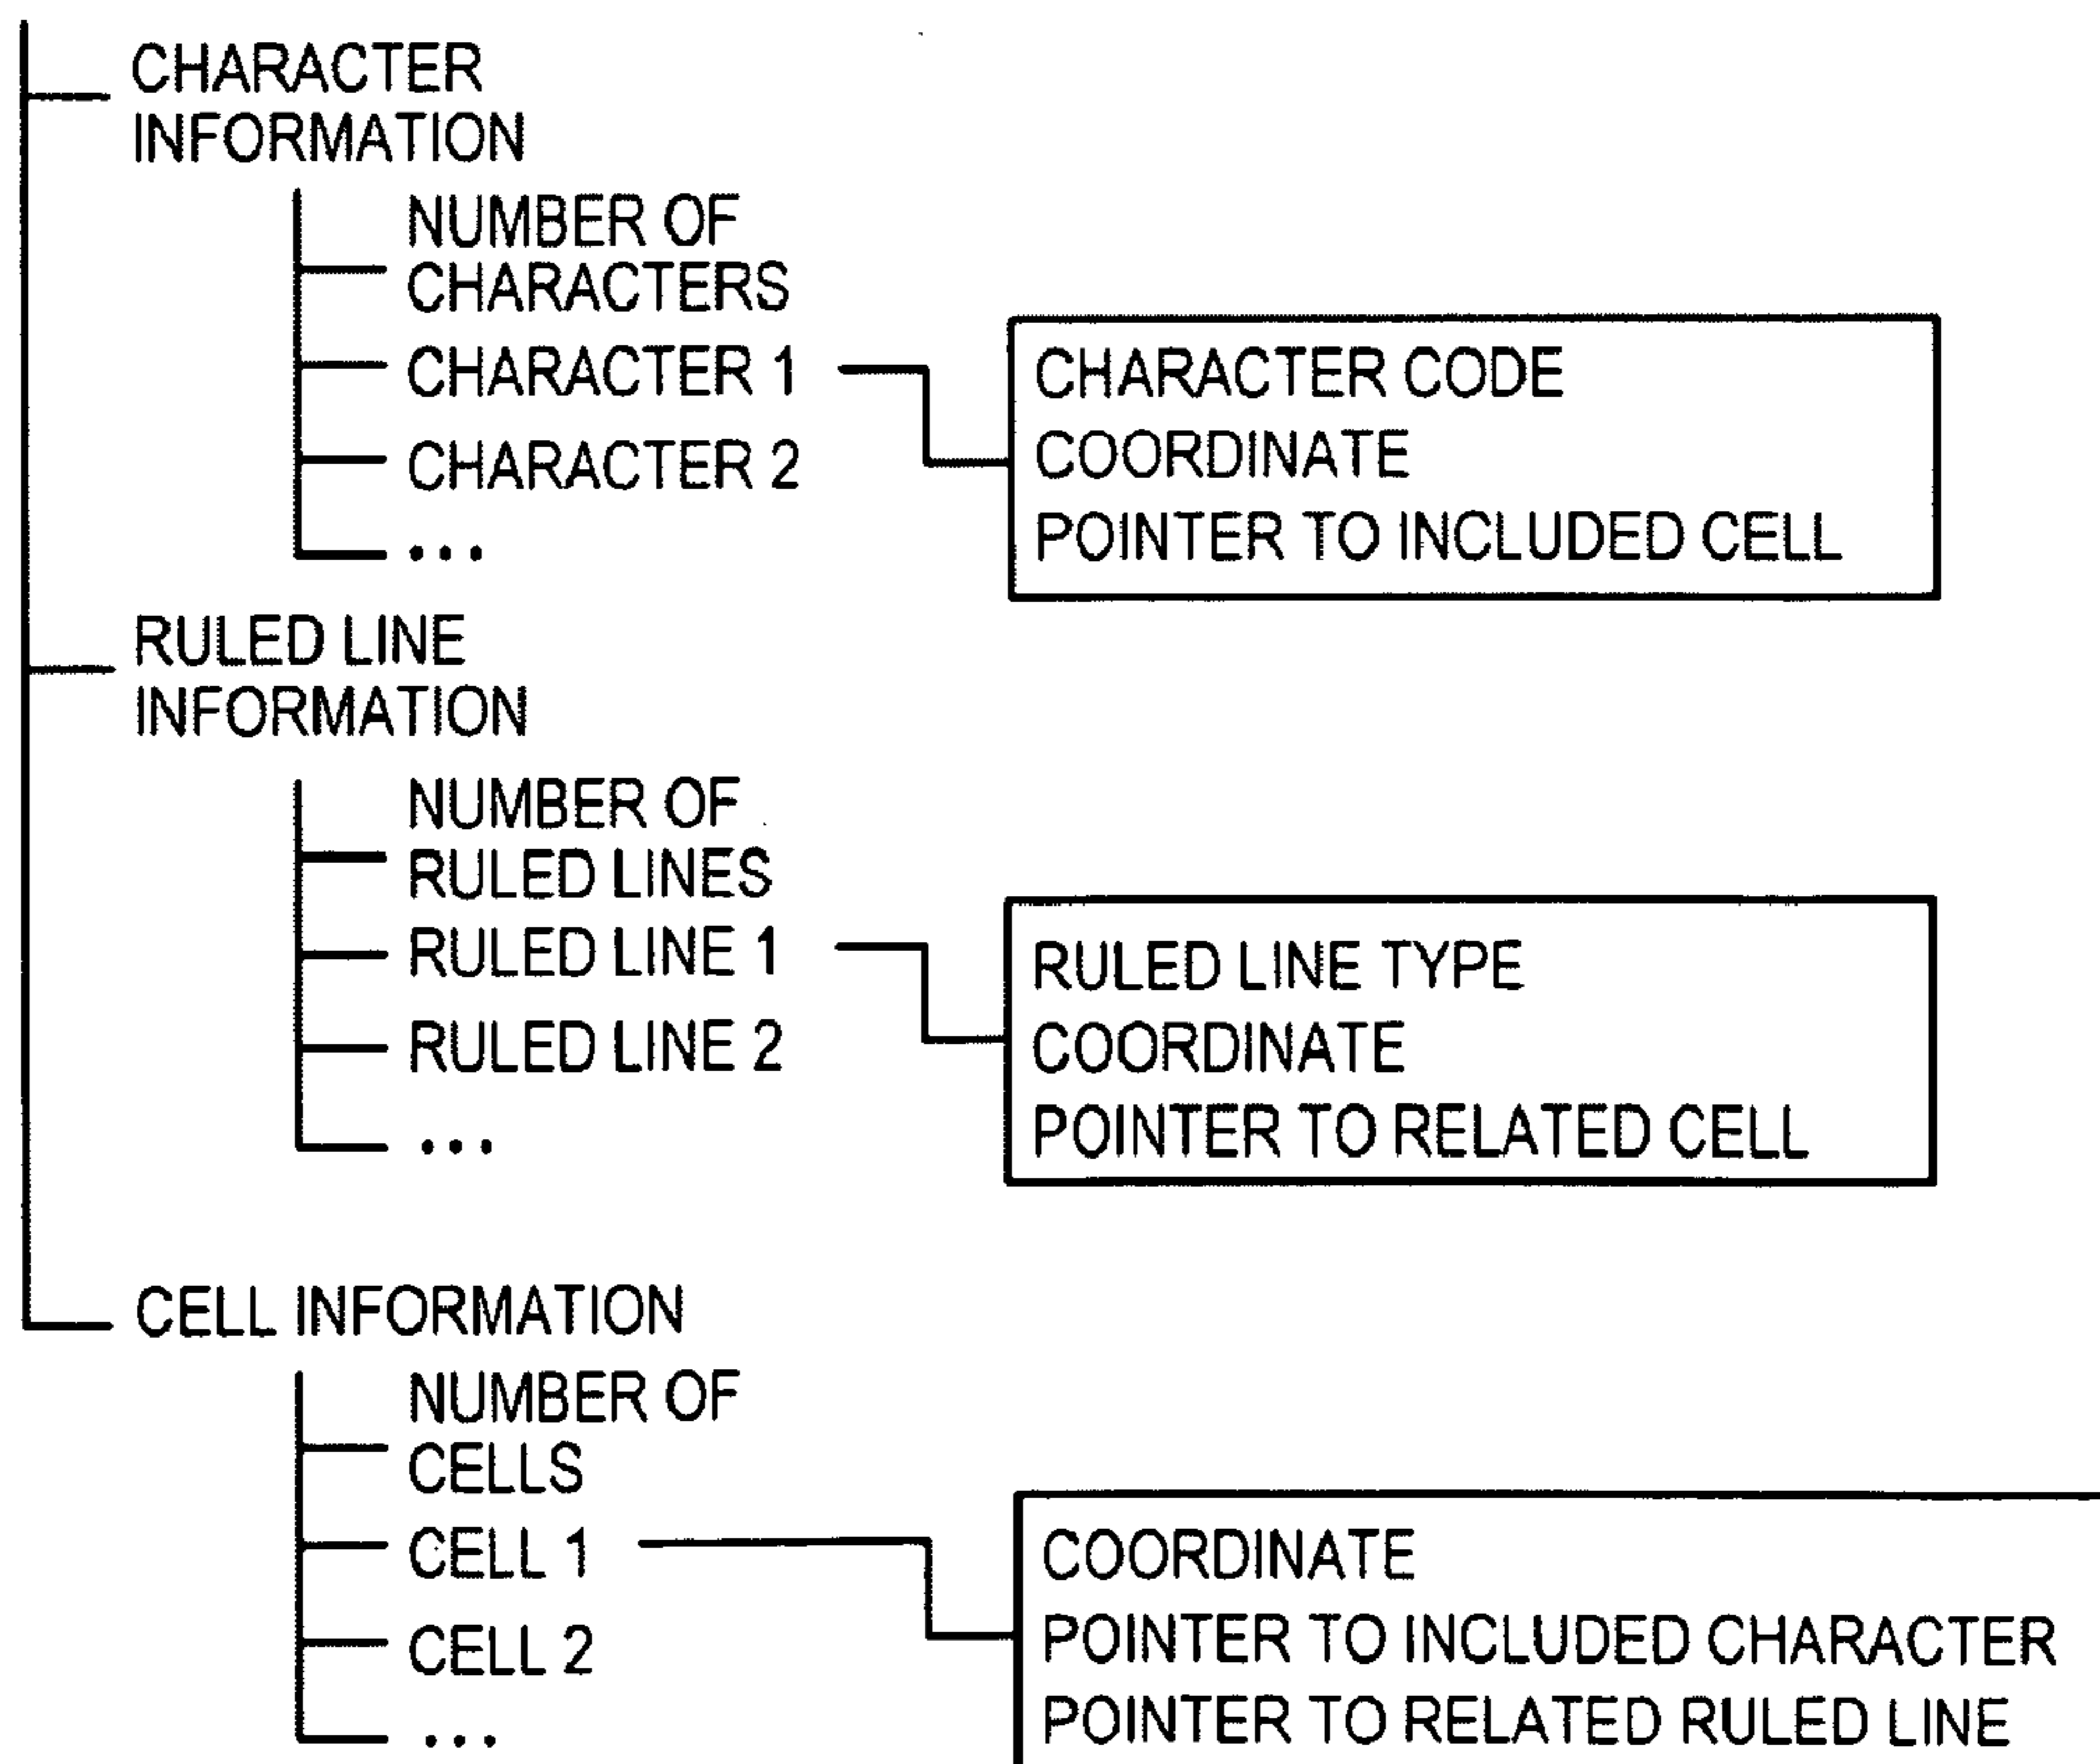 CHARACTER
INFORMATION
NUMBER OF
CHARACTERS
CHARACTER 1
CHARACTER 2
...
CHARACTER CODE
COORDINATE
POINTER TO INCLUDED CELL
RULED LINE
INFORMATION
NUMBER OF
RULED LINES
RULED LINE 1
RULED LINE 2
...
RULED LINE TYPE
COORDINATE
POINTER TO RELATED CELL
CELL INFORMATION
NUMBER OF
CELLS
CELL 1
CELL 2
...
COORDINATE
POINTER TO INCLUDED CHARACTER
POINTER TO RELATED RULED LINE